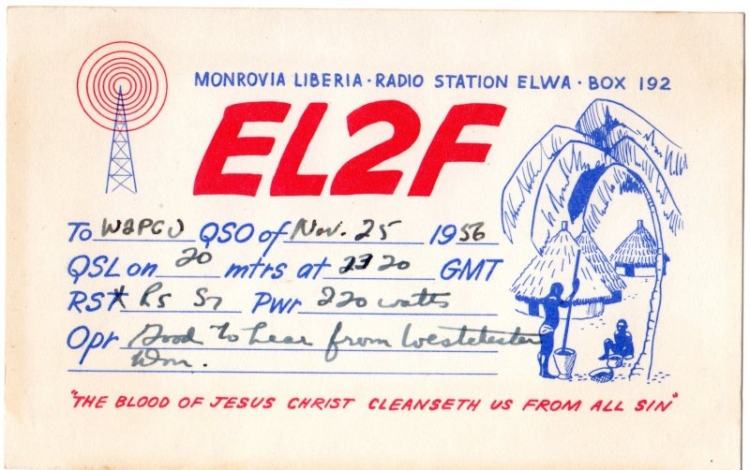 MONROVIA LIBERIA · RADIO STATION ELWA · BOX 192
EL2F
To W2PCJ QSO of Nov. 25 1956
QSL on 20 mtrs at 2320 GMT
RST R5 S7 Pwr 220 watts
Opr Good to hear from Westchester
"THE BLOOD OF JESUS CHRIST CLEANSETH US FROM ALL SIN"